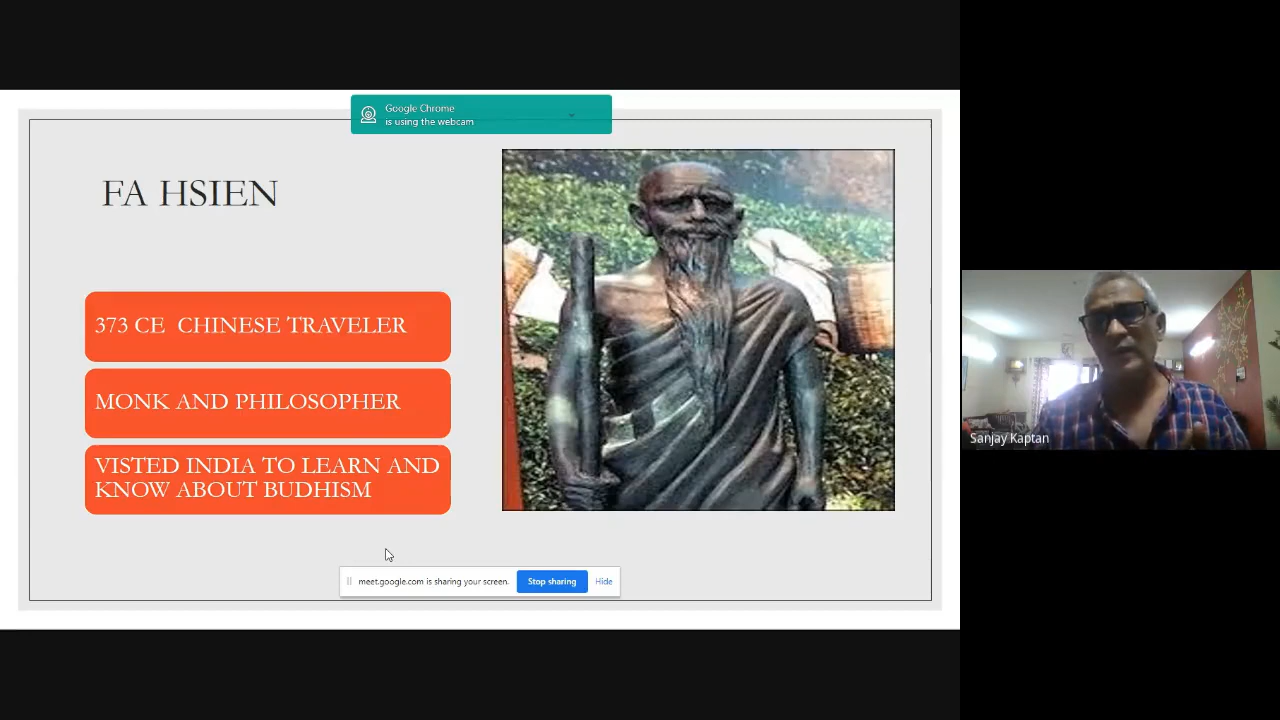 Google Chrome
is using the webcam
FA HSIEN
373 CE CHINESE TRAVELER
MONK AND PHILOSOPHER
VISTED INDIA TO LEARN AND
KNOW ABOUT BUDHISM
meet.google.com is sharing your screen.
Stop sharing
Hide
Sanjay Kaptan